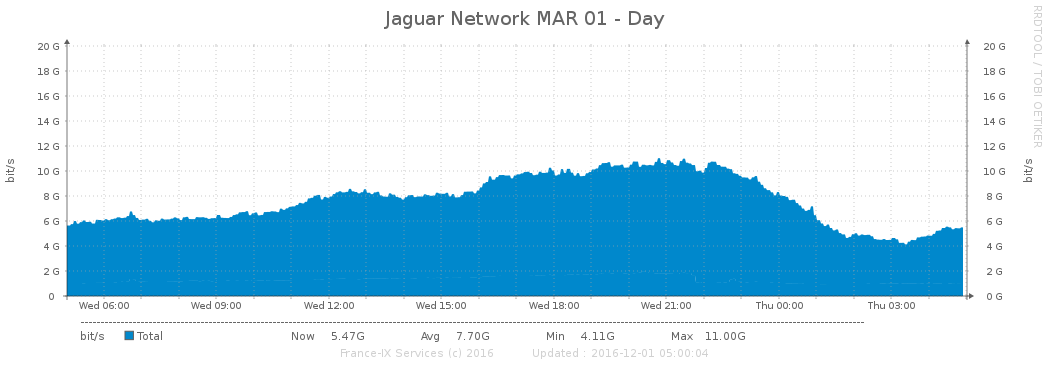 Jaguar Network MAR 01 - Day
RRDTOOL / TOBI OETIKER
bit/s
20 G 20 G
18 G 18 G
16 G 16 G
14 G 14 G
12 G 12 G
10 G 10 G
8 G 8 G
6 G 6 G
4 G 4 G
2 G 2 G
0 0 G
bit/s
Wed 06:00 Wed 09:00 Wed 12:00 Wed 15:00 Wed 18:00 Wed 21:00 Thu 00:00 Thu 03:00
bit/s Total Now 5.47G Avg 7.70G Min 4.11G Max 11.00G
France-IX Services (c) 2016 Updated : 2016-12-01 05:00:04